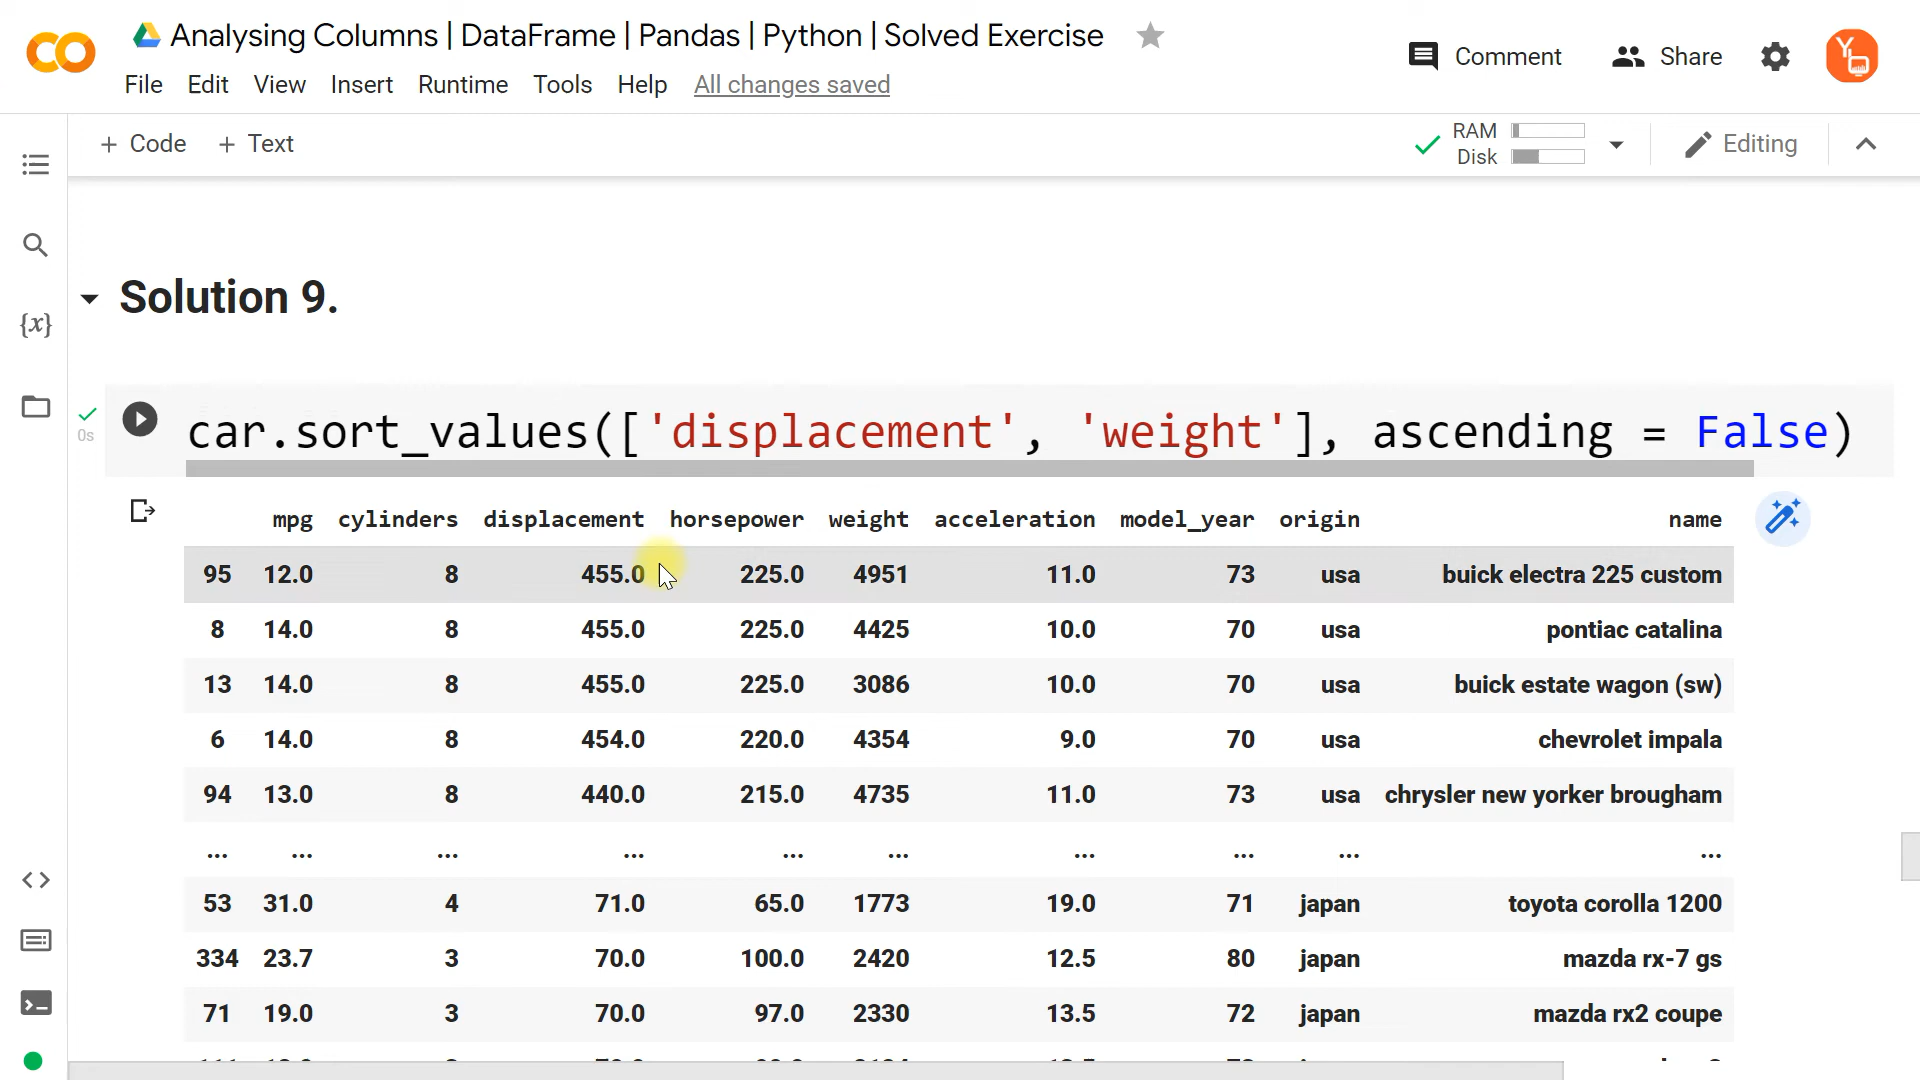 Analysing Columns | DataFrame | Pandas | Python | Solved Exercise
Comment Share
File Edit View Insert Runtime Tools Help All changes saved
+ Code + Text
RAM
Disk
Editing
Solution 9.
{x}
0s
car.sort_values(['displacement', 'weight'], ascending = False)
mpg cylinders displacement horsepower weight acceleration model_year origin name
95 12.0 8 455.0 225.0 4951 11.0 73 usa buick electra 225 custom
8 14.0 8 455.0 225.0 4425 10.0 70 usa pontiac catalina
13 14.0 8 455.0 225.0 3086 10.0 70 usa buick estate wagon (sw)
6 14.0 8 454.0 220.0 4354 9.0 70 usa chevrolet impala
94 13.0 8 440.0 215.0 4735 11.0 73 usa chrysler new yorker brougham
... ... ... ... ... ... ... ... ... ...
53 31.0 4 71.0 65.0 1773 19.0 71 japan toyota corolla 1200
334 23.7 3 70.0 100.0 2420 12.5 80 japan mazda rx-7 gs
71 19.0 3 70.0 97.0 2330 13.5 72 japan mazda rx2 coupe